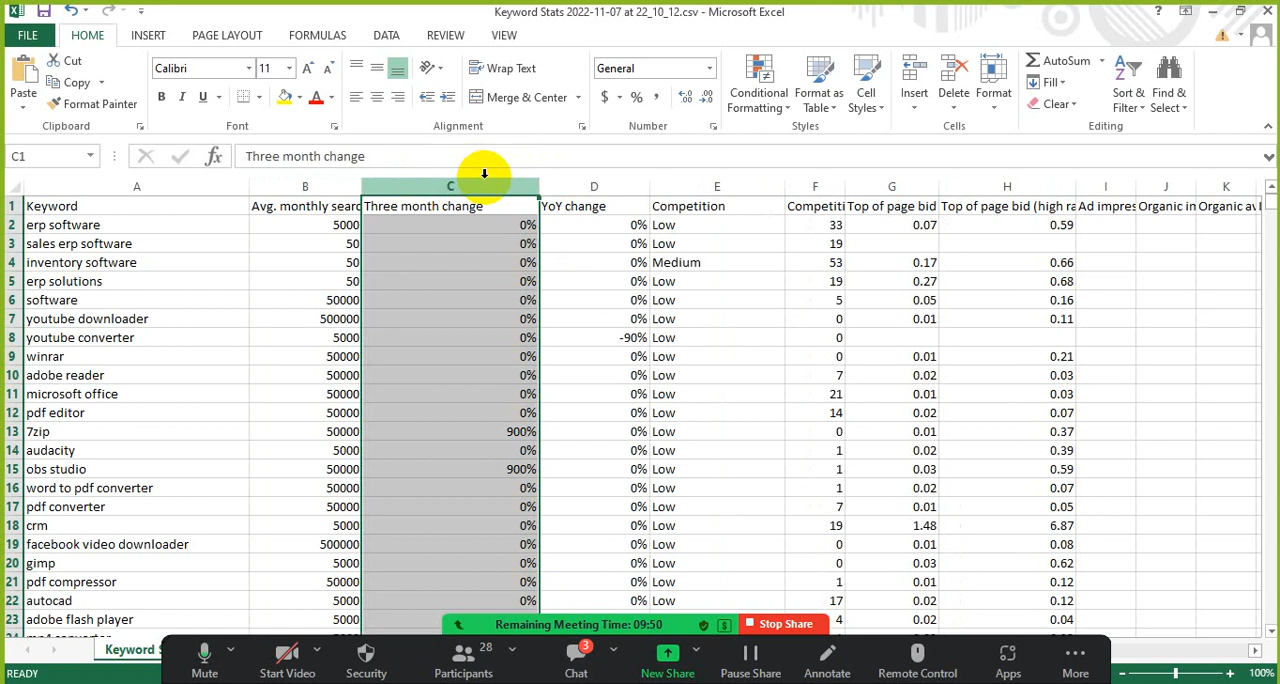 Keyword Stats 2022-11-07 at 22_10_12.csv - Microsoft Excel
FILE HOME INSERT PAGE LAYOUT FORMULAS DATA REVIEW VIEW
Paste Cut Copy Format Painter
Calibri 11 B I U A A A
Wrap Text Merge & Center
General $ % ,
Conditional Formatting Format as Table Cell Styles
Insert Delete Format
AutoSum Fill Clear Sort & Filter Find & Select
Clipboard Font Alignment Number Styles Cells Editing
C1 fx Three month change
A B C D E F G H I J K
1 Keyword Avg. monthly sear Three month change YoY change Competition Competiti Top of page bid Top of page bid (high ra Ad impres Organic in Organic av
2 erp software 5000 0% 0% Low 33 0.07 0.59
3 sales erp software 50 0% 0% Low 19
4 inventory software 50 0% 0% Medium 53 0.17 0.66
5 erp solutions 50 0% 0% Low 19 0.27 0.68
6 software 50000 0% 0% Low 5 0.05 0.16
7 youtube downloader 500000 0% 0% Low 0 0.01 0.11
8 youtube converter 5000 0% -90% Low 0
9 winrar 50000 0% 0% Low 0 0.01 0.21
10 adobe reader 50000 0% 0% Low 7 0.02 0.03
11 microsoft office 50000 0% 0% Low 21 0.01 0.03
12 pdf editor 50000 0% 0% Low 14 0.02 0.07
13 7zip 50000 900% 0% Low 0 0.01 0.37
14 audacity 5000 0% 0% Low 1 0.02 0.39
15 obs studio 50000 900% 0% Low 1 0.03 0.59
16 word to pdf converter 50000 0% 0% Low 1 0.02 0.07
17 pdf converter 50000 0% 0% Low 7 0.01 0.05
18 crm 5000 0% 0% Low 19 1.48 6.87
19 facebook video downloader 500000 0% 0% Low 0 0.01 0.08
20 gimp 5000 0% 0% Low 0 0.03 0.62
21 pdf compressor 50000 0% 0% Low 1 0.01 0.12
22 autocad 5000 0% 0% Low 17 0.02 0.12
23 adobe flash player 5000 0% 0% Low 4 0.02 0.04
Remaining Meeting Time: 09:50 Stop Share
Keyword S
Mute Start Video Security Participants 28 Chat 3 New Share Pause Share Annotate Remote Control Apps More
READY 100%